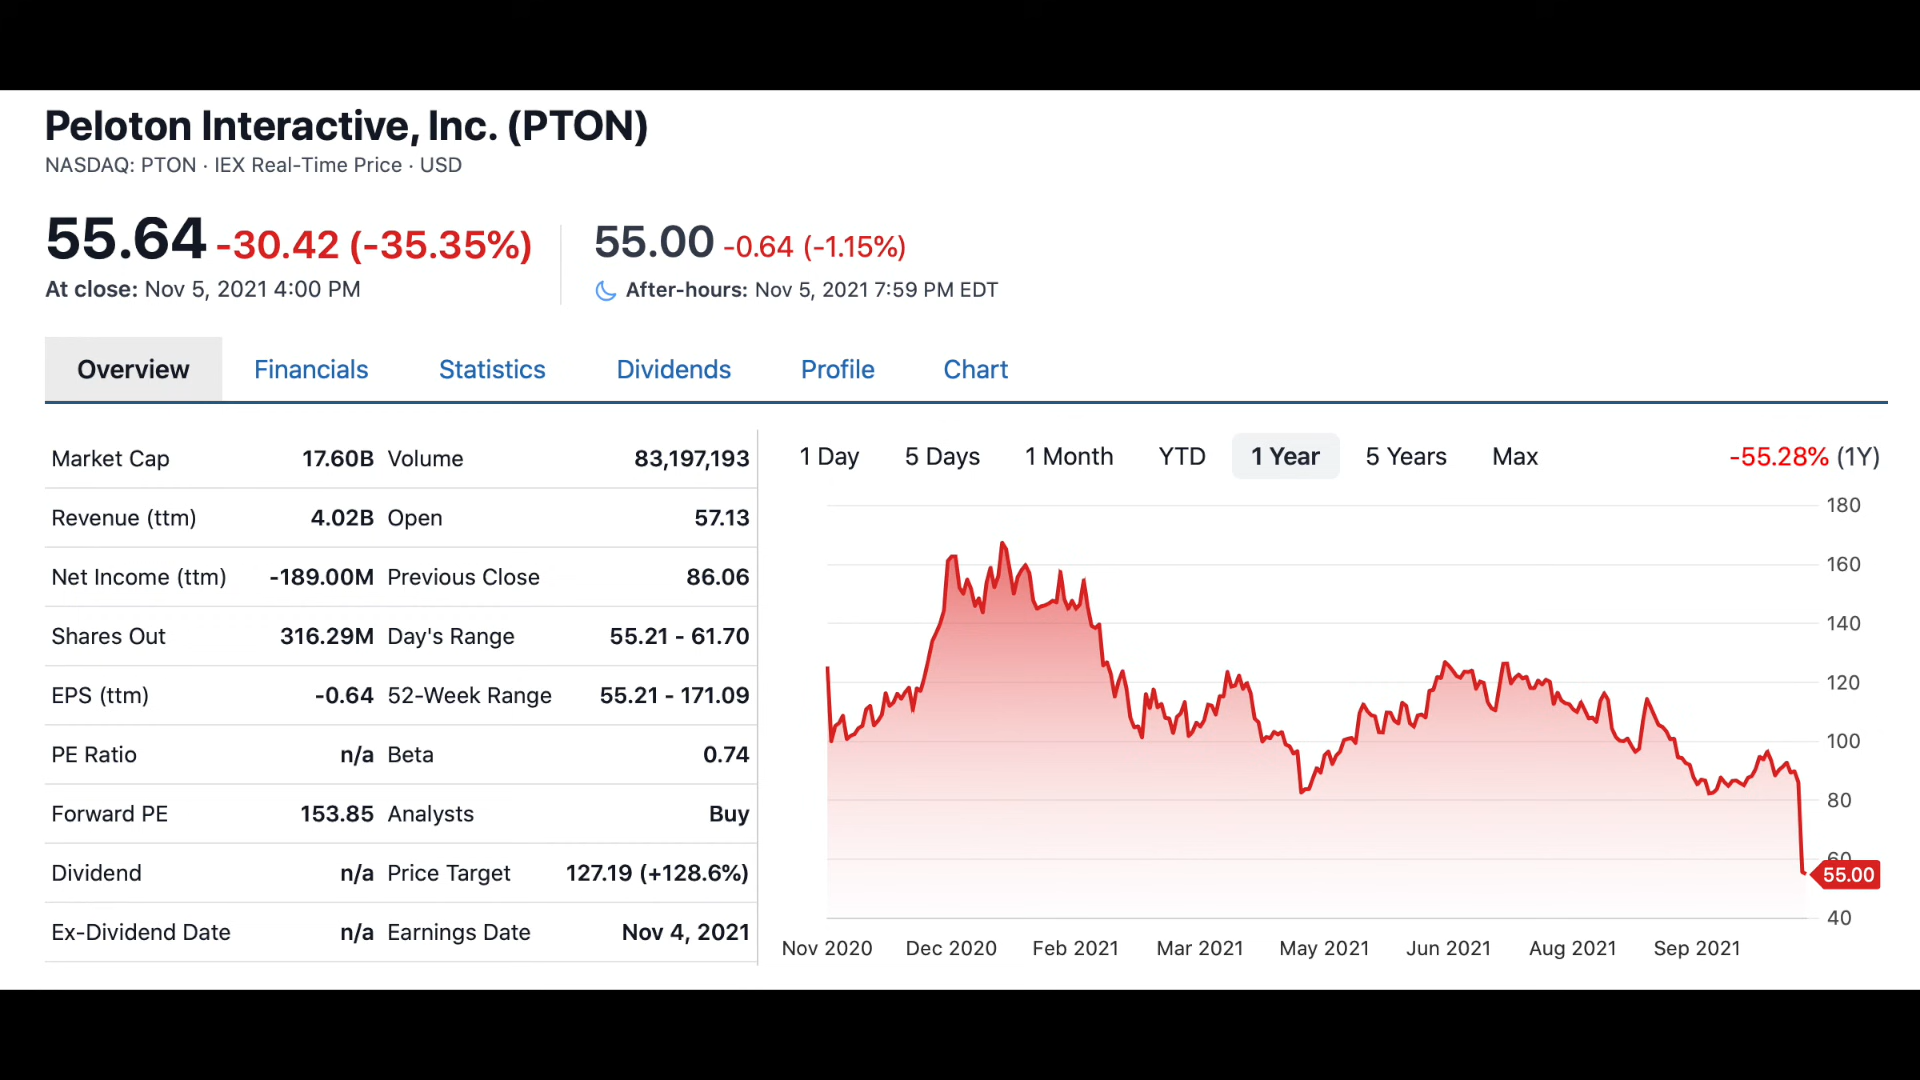 Peloton Interactive, Inc. (PTON)
NASDAQ: PTON · IEX Real-Time Price · USD
55.64 -30.42 (-35.35%) 55.00 -0.64 (-1.15%)
At close: Nov 5, 2021 4:00 PM After-hours: Nov 5, 2021 7:59 PM EDT
Overview Financials Statistics Dividends Profile Chart
Market Cap 17.60B Volume 83,197,193
Revenue (ttm) 4.02B Open 57.13
Net Income (ttm) -189.00M Previous Close 86.06
Shares Out 316.29M Day's Range 55.21 - 61.70
EPS (ttm) -0.64 52-Week Range 55.21 - 171.09
PE Ratio n/a Beta 0.74
Forward PE 153.85 Analysts Buy
Dividend n/a Price Target 127.19 (+128.6%)
Ex-Dividend Date n/a Earnings Date Nov 4, 2021
1 Day 5 Days 1 Month YTD 1 Year 5 Years Max -55.28% (1Y)
180
160
140
120
100
80
60
55.00
40
Nov 2020 Dec 2020 Feb 2021 Mar 2021 May 2021 Jun 2021 Aug 2021 Sep 2021